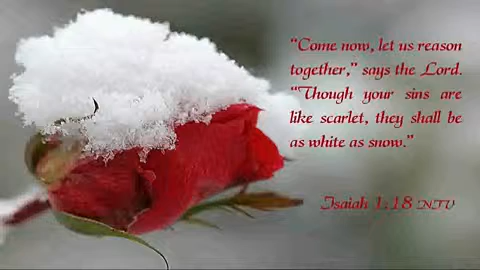 “Come now, let us reason
together,” says the Lord.
“Though your sins are
like scarlet, they shall be
as white as snow.”
Isaiah 1:18 NTV